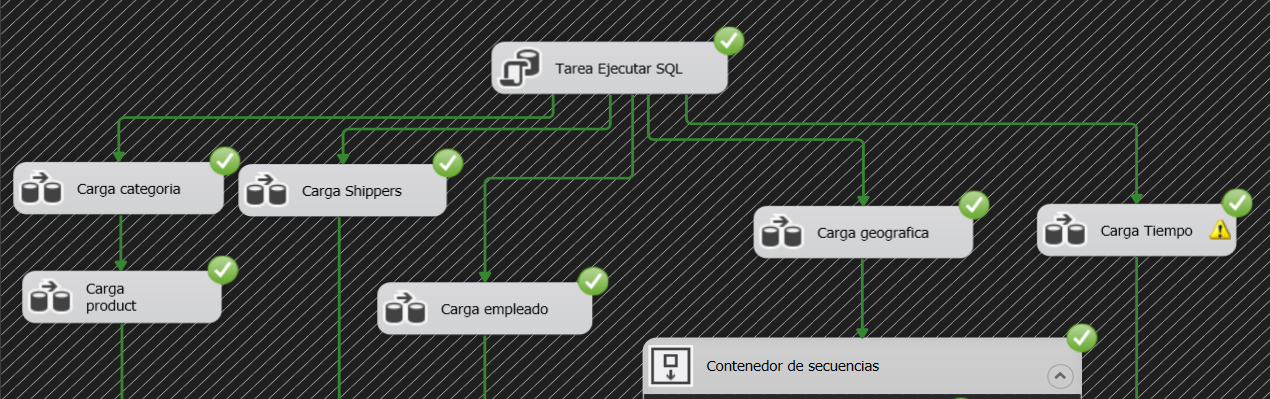 Tarea Ejecutar SQL
Carga categoria
Carga Shippers
Carga geografica
Carga Tiempo
Carga
product
Carga empleado
Contenedor de secuencias